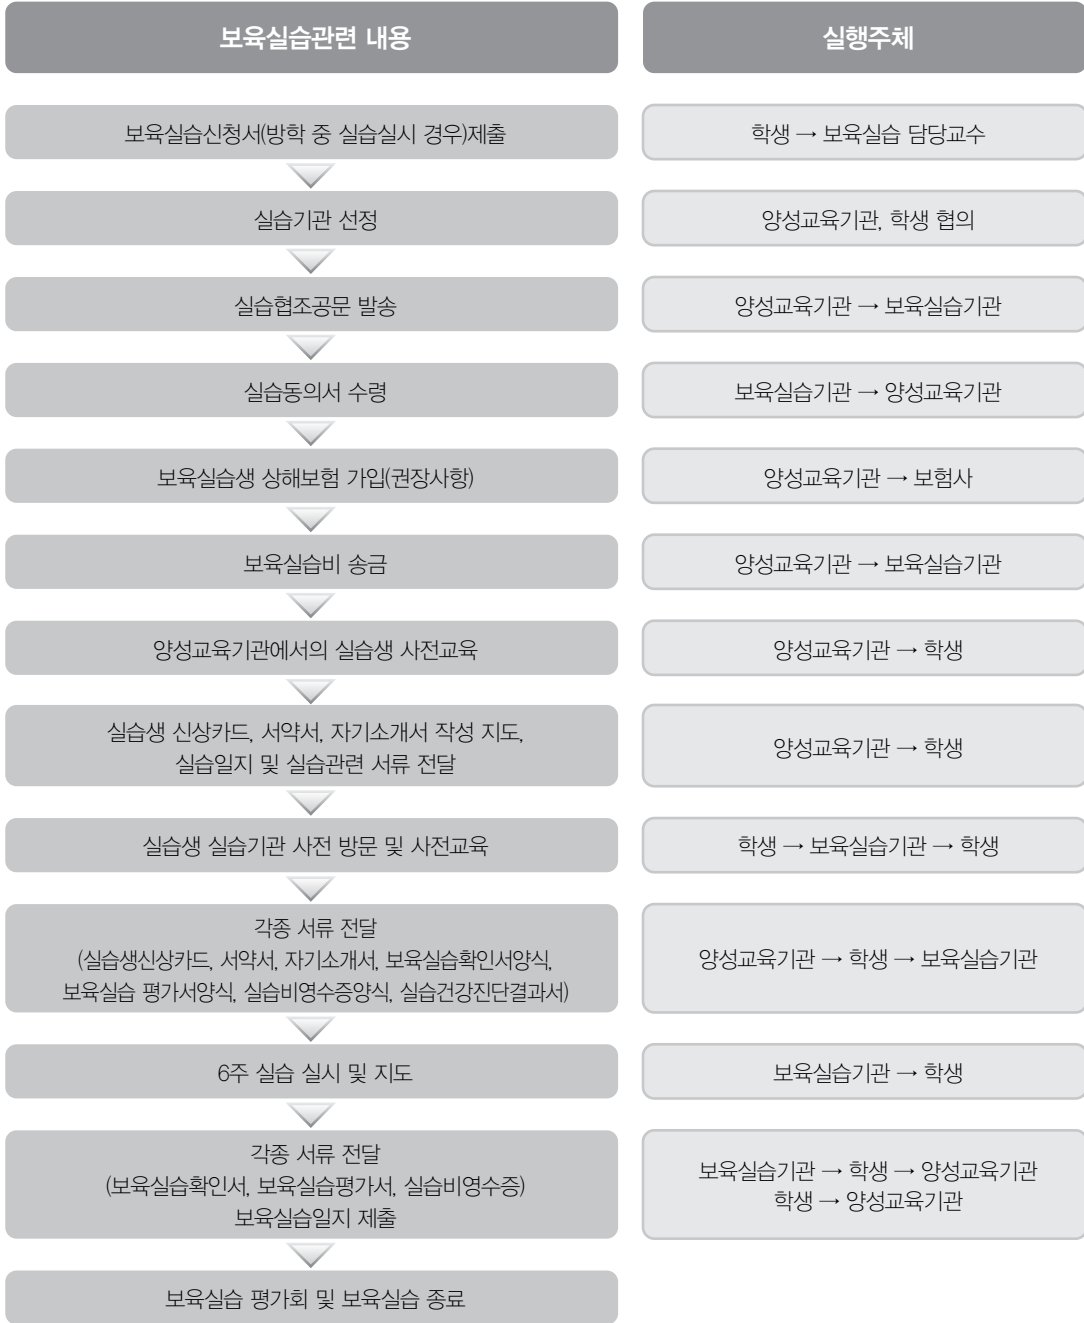 보육실습관련 내용
실행주체
보육실습신청서(방학 중 실습실시 경우)제출
학생 → 보육실습 담당교수
실습기관 선정
양성교육기관, 학생 협의
실습협조공문 발송
양성교육기관 → 보육실습기관
실습동의서 수령
보육실습기관 → 양성교육기관
보육실습생 상해보험 가입(권장사항)
양성교육기관 → 보험사
보육실습비 송금
양성교육기관 → 보육실습기관
양성교육기관에서의 실습생 사전교육
양성교육기관 → 학생
실습생 신상카드, 서약서, 자기소개서 작성 지도,
실습일지 및 실습관련 서류 전달
양성교육기관 → 학생
실습생 실습기관 사전 방문 및 사전교육
학생 → 보육실습기관 → 학생
각종 서류 전달
(실습생신상카드, 서약서, 자기소개서, 보육실습확인서양식,
보육실습 평가서양식, 실습비영수증양식, 실습건강진단결과서)
양성교육기관 → 학생 → 보육실습기관
6주 실습 실시 및 지도
보육실습기관 → 학생
각종 서류 전달
(보육실습확인서, 보육실습평가서, 실습비영수증)
보육실습일지 제출
보육실습기관 → 학생 → 양성교육기관
학생 → 양성교육기관
보육실습 평가회 및 보육실습 종료